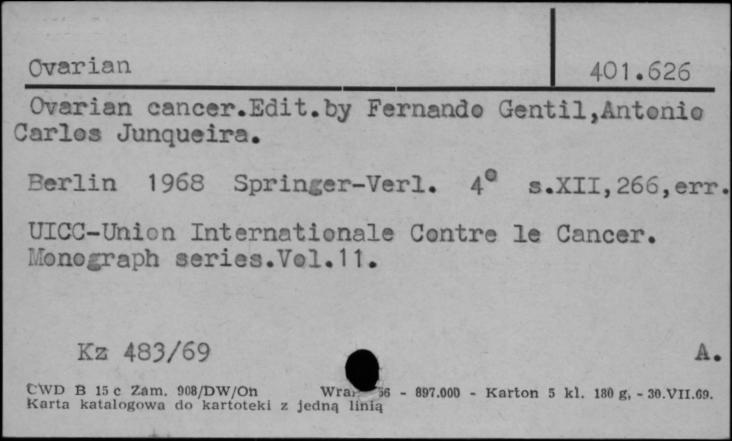 Ovarian
401.626
Ovarian cancer.Edit.by Fernando Gentil,Antonio
Carlos Junqueira.
Berlin 1968 Springer-Verl. 4° s.XII,266,err.
UICC-Union Internationale Contre le Cancer.
Monograph series.Vol.11.
Kz 483/69
A.
CWD B 15 c Zam. 908/DW/On - 897.000 - Karton 5 kl. 180 g, - 30.VII.69.
Karta katalogowa do kartoteki z jedną linią